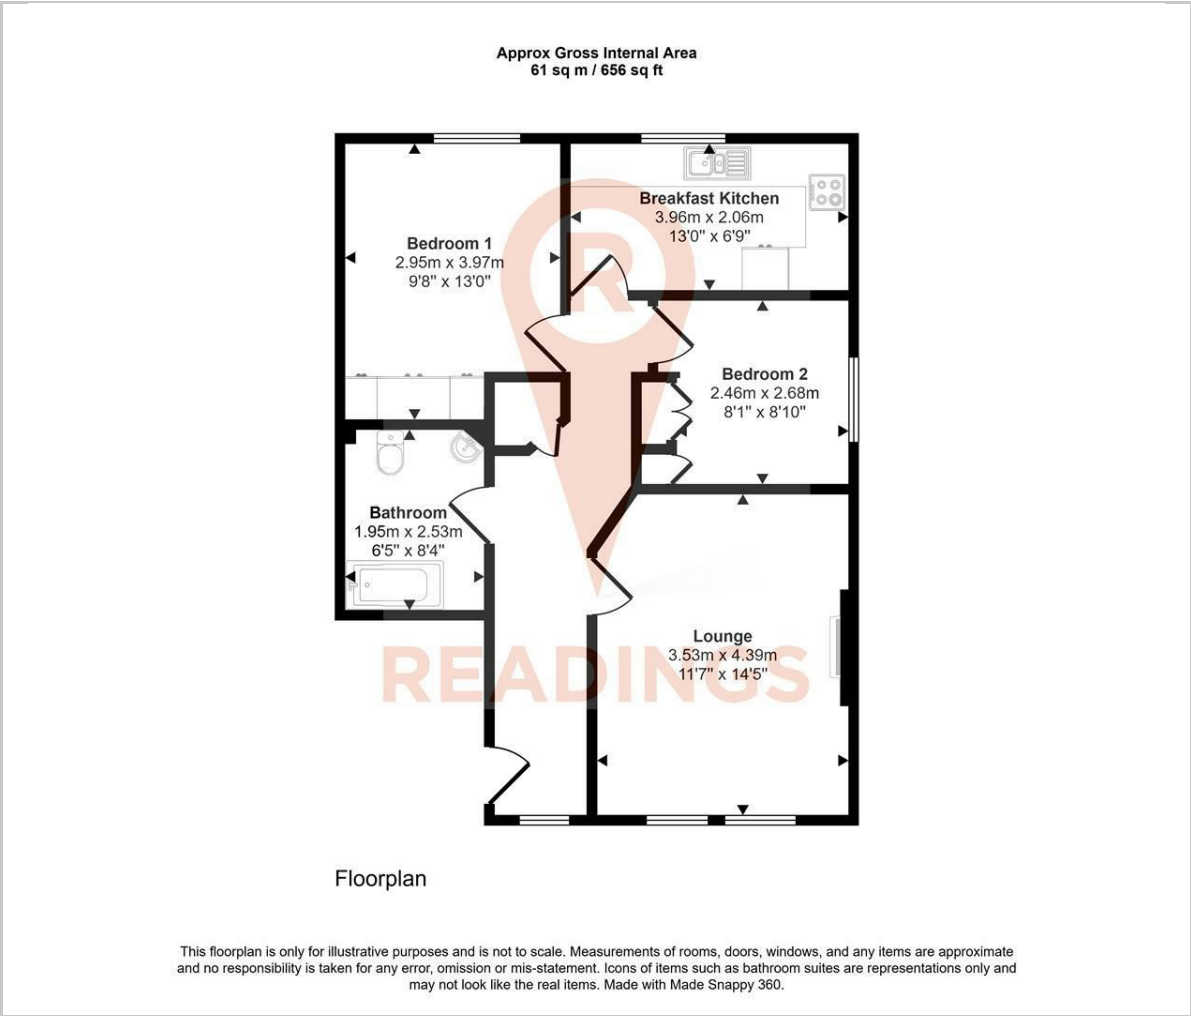 Approx Gross Internal Area
61 sq m / 656 sq ft
Breakfast Kitchen
3.96m x 2.06m
13'0" x 6'9"
Bedroom 1
2.95m x 3.97m
9'8" x 13'0"
R
Bedroom 2
2.46m x 2.68m
8'1" x 8'10"
Bathroom
1.95m x 2.53m
6'5" x 8'4"
Lounge
3.53m x 4.39m
11'7" x 14'5"
READINGS
Floorplan
This floorplan is only for illustrative purposes and is not to scale. Measurements of rooms, doors, windows, and any items are approximate
and no responsibility is taken for any error, omission or mis-statement. Icons of items such as bathroom suites are representations only and
may not look like the real items. Made with Made Snappy 360.